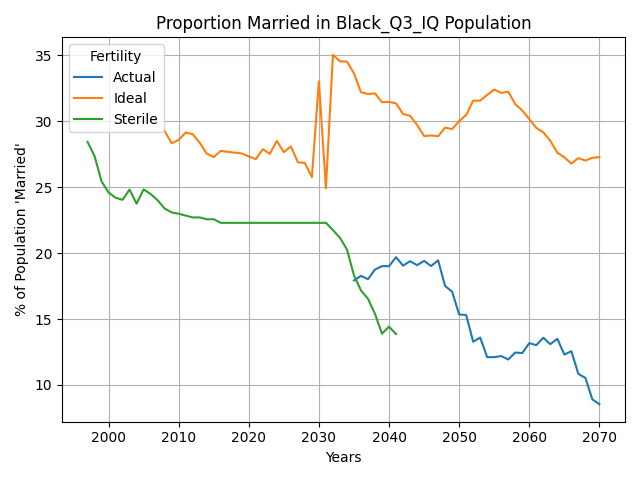 Proportion Married in Black_Q3_IQ Population
Fertility
Actual
Ideal
Sterile
% of Population 'Married'
35
30
25
20
15
10
2000 2010 2020 2030 2040 2050 2060 2070
Years